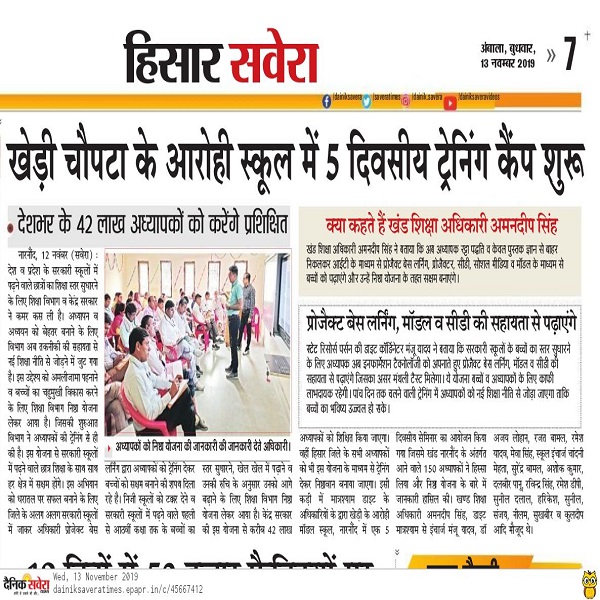 हिसार सवेरा
अंबाला, बुधवार,
13 नवम्बर 2019
» 7
/dainiksavera /saveratimes /dainik.savera /dainiksaveravideos
खेड़ी चौपटा के आरोही स्कूल में 5 दिवसीय ट्रेनिंग कैंप शुरू
• देशभर के 42 लाख अध्यापकों को करेंगे प्रशिक्षित
नारनौंद, 12 नवंबर (सवेरा) :
देश व प्रदेश के सरकारी स्कूलों में
पढ़ने वाले छात्रों का शिक्षा स्तर सुधारने
के लिए शिक्षा विभाग व केंद्र सरकार
ने कमर कस ली है। अध्यापन व
अध्ययन को बेहतर बनाने के लिए
विभाग अब तकनीकी की सहायता से
नई शिक्षा नीति से जोडने में जुट गया
है। इस उद्देश्य को अमलीजामा पहनाने
व बच्चों का चहुमुखी विकास करने
के लिए शिक्षा विभाग निष्ठा योजना
लेकर आया है। जिसकी शुरुआत
विभाग ने अध्यापकों की ट्रेनिंग से ही
की है। इस योजना से सरकारी स्कूलों
में पढ़ने वाले छात्र शिक्षा के साथ साथ
हर क्षेत्र में सक्षम होंगे। इस अभियान
को धरातल पर सफल बनाने के लिए
जिले के अलग अलग सरकारी स्कूलों
में जाकर अधिकारी प्रोजेक्ट बेस
अध्यापकों को निष्ठा योजना की जानकारी की जानकारी देते अधिकारी।
लर्निंग द्वारा अध्यापकों को ट्रेनिंग देकर
बच्चों को सक्षम बनाने की शपथ दिला
रहे है। निजी स्कूलों को टक्कर देने व
सरकारी स्कूलों में पढ़ने वाले पहली
से आठवीं कक्षा तक के बच्चों का
स्तर सुधारने, खेल खेल में पढ़ाने व
उनकी रुचि के अनुसार उनको आगे
बढ़ाने के लिए शिक्षा विभाग निष्ठ
योजना लेकर आया है। केंद्र सरकार
की इस योजना से करीब 42 लाख
क्या कहते हैं खंड शिक्षा अधिकारी अमनदीप सिंह
खंड शिक्षा अधिकारी अमनदीप सिंह ने बताया कि अब अध्यापक रट्टा पद्धति व केवल पुस्तक ज्ञान से बाहर
निकलकर आईटी के माध्यम से प्रोजेक्ट बेस लर्निंग, प्रोजेक्टर, सीडी, सोशल मीडिया व मॉडल के माध्यम से
बच्चों को पढ़ाएंगे और उन्हें निष्ठा योजना के तहत सक्षम बनाएंगे।
प्रोजैक्ट बेस लर्निंग, मॉडल व सीडी की सहायता से पढ़ाएंगे
स्टेट रिसोर्स पर्सन की डाइट कॉर्डिनेटर मंजू यादव ने बताया कि सरकारी स्कूलों के बच्चों का स्तर सुधारने
के लिए अध्यापक अब इनफार्मेशन टैक्नोलॉजी को अपनाते हुए प्रोजैक्ट बेस लर्निंग, मॉडल व सीडी की
सहायता से पढ़ाएंगे जिसका असर मंथली टैस्ट मिलेगा। ये योजना बच्चों व अध्यापकों के लिए काफी
लाभदायक रहेगी। पांच दिन तक चलने वाली ट्रेनिंग में अध्यापकों को नई शिक्षा नीति से जोड़ा जाएगा ताकि
बच्चों का भविष्य उज्ज्वल हो सके।
अध्यापकों को शिक्षित किया जाएगा।
वहीं हिसार जिले के सभी अध्यापकों
को भी इस योजना के माध्यम से ट्रेनिंग
देकर निष्ठावान बनाया जाएगा। इसी
कड़ी में मात्रश्याम डाइट के
अधिकारियों के द्वारा खेड़ी के आरोही
मॉडल स्कूल, नारनौंद में एक 5
दिवसीय सेमिनार का आयोजन किया
गया जिसमे खंड नारनौंद के अंतर्गत
आने वाले 150 अध्यापकों ने हिस्सा
लिया और निष्ठ योजना के बारे में
जानकारी हासिल की। खण्ड शिक्षा
अधिकारी अमनदीप सिंह, डाइट
मात्रश्याम से इंचार्ज मंजू यादव, डॉ
अजय लोहान, रजत बामल, रमेश
यादव, मेवा सिंह, स्कूल इंचार्ज चांदनी
मेहता, सुरेंद्र बामल, अशोक कुमार,
दलबीर पानू, रविन्द्र सिंह, रमेश डोपी,
सुनील दलाल, हरिकेश, सुनील,
संजय, नीलम, सुखबीर व कुलदीप
आदि मौजूद थे।
दैनिक सवेरा
Wed, 13 November 2019
dainiksaveratimes.epapr.in/c/45667412